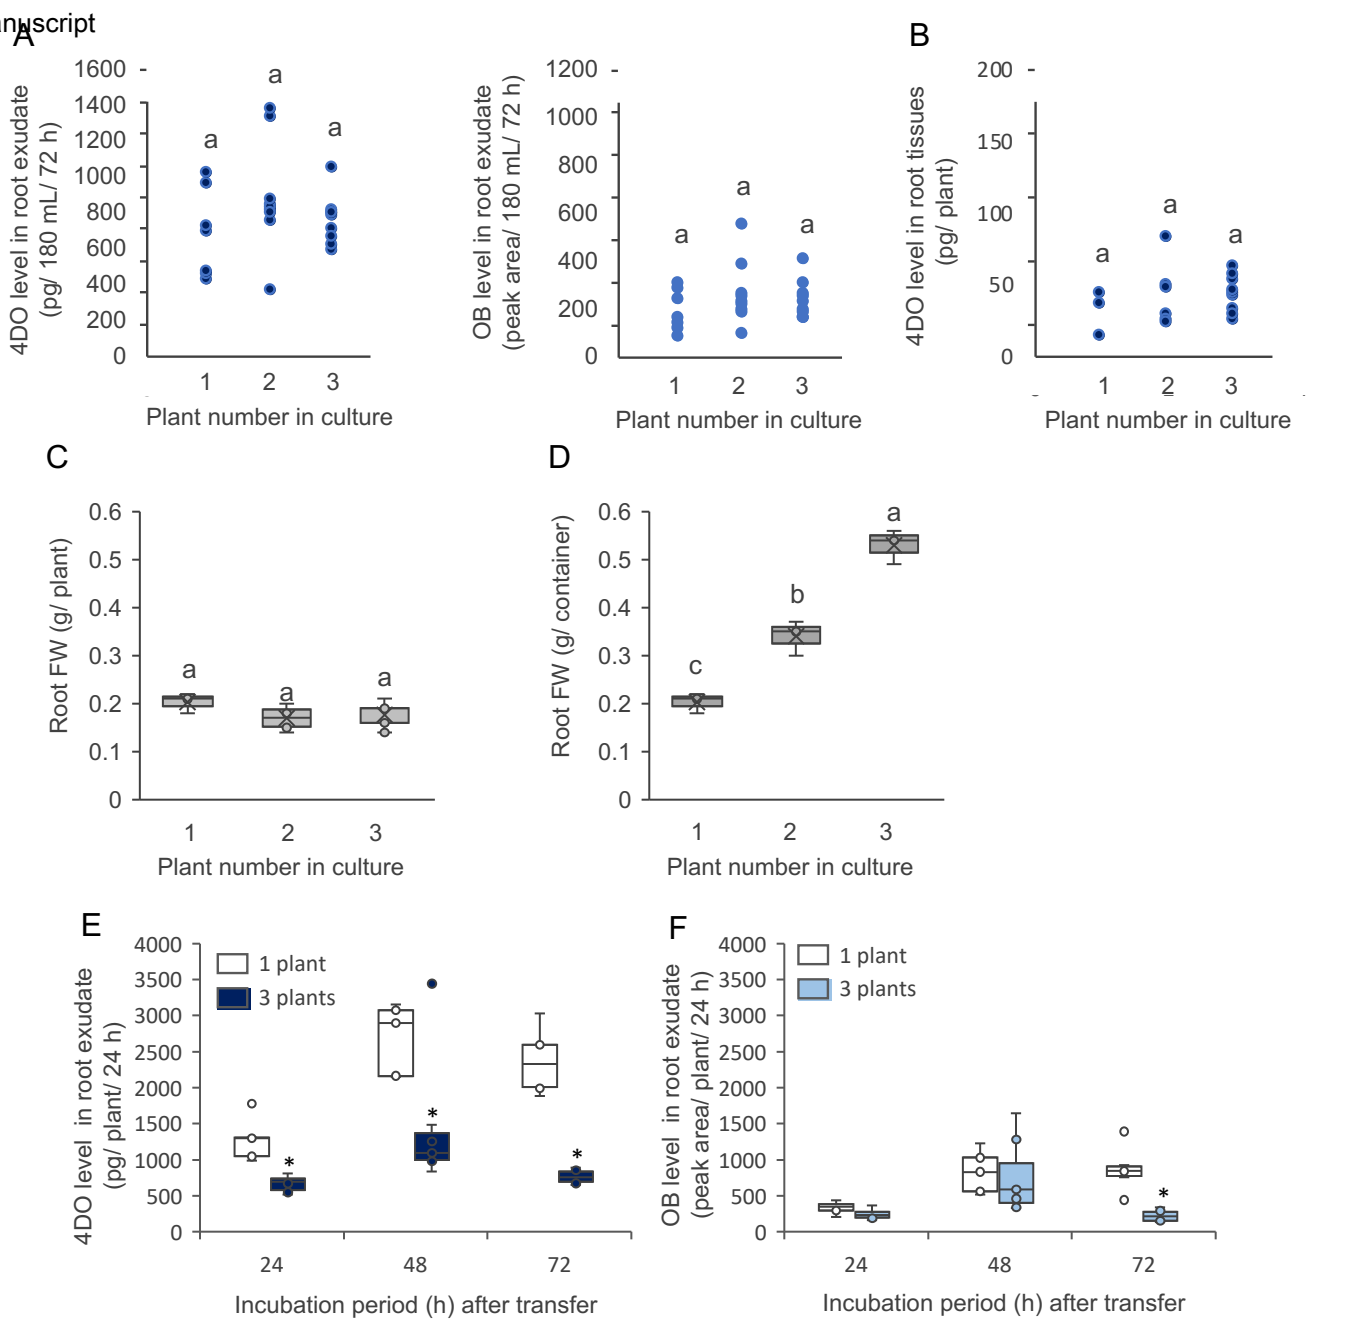 nuscript
A
4DO level in root exudate
(pg/ 180 mL/ 72 h)
1600
1400
1200
1000
800
600
400
200
0
a
a
a
1 2 3
Plant number in culture
OB level in root exudate
(peak area/ 180 mL/ 72 h)
1200
1000
800
600
400
200
0
a
a
a
1 2 3
Plant number in culture
B
4DO level in root tissues
(pg/ plant)
200
150
100
50
0
a
a
a
1 2 3
Plant number in culture
C
Root FW (g/ plant)
0.6
0.5
0.4
0.3
0.2
0.1
0
a
a
a
1 2 3
Plant number in culture
D
Root FW (g/ container)
0.6
0.5
0.4
0.3
0.2
0.1
0
c
b
a
1 2 3
Plant number in culture
E
4DO level in root exudate
(pg/ plant/ 24 h)
4000
3500
3000
2500
2000
1500
1000
500
0
1 plant
3 plants
*
*
*
24 48 72
Incubation period (h) after transfer
F
OB level in root exudate
(peak area/ plant/ 24 h)
4000
3500
3000
2500
2000
1500
1000
500
0
1 plant
3 plants
*
24 48 72
Incubation period (h) after transfer